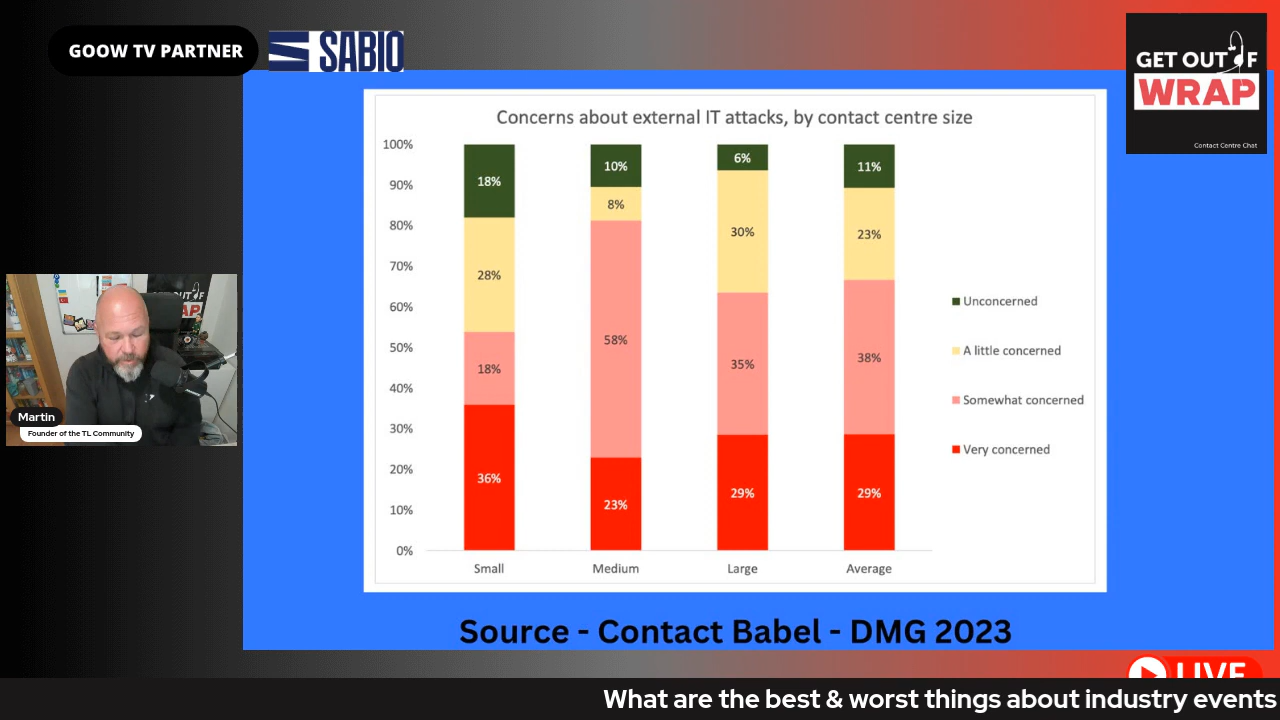 GOOW TV PARTNER
SABIO
GET OUT OF
WRAP
Contact Centre Chat
Concerns about external IT attacks, by contact centre size
100%
90%
80%
70%
60%
50%
40%
30%
20%
10%
0%
18%
28%
18%
36%
10%
8%
58%
23%
6%
30%
35%
29%
11%
23%
38%
29%
Small
Medium
Large
Average
Unconcerned
A little concerned
Somewhat concerned
Very concerned
GET OUT OF
Martin
Founder of the TL Community
Source - Contact Babel - DMG 2023
LIVE
What are the best & worst things about industry events